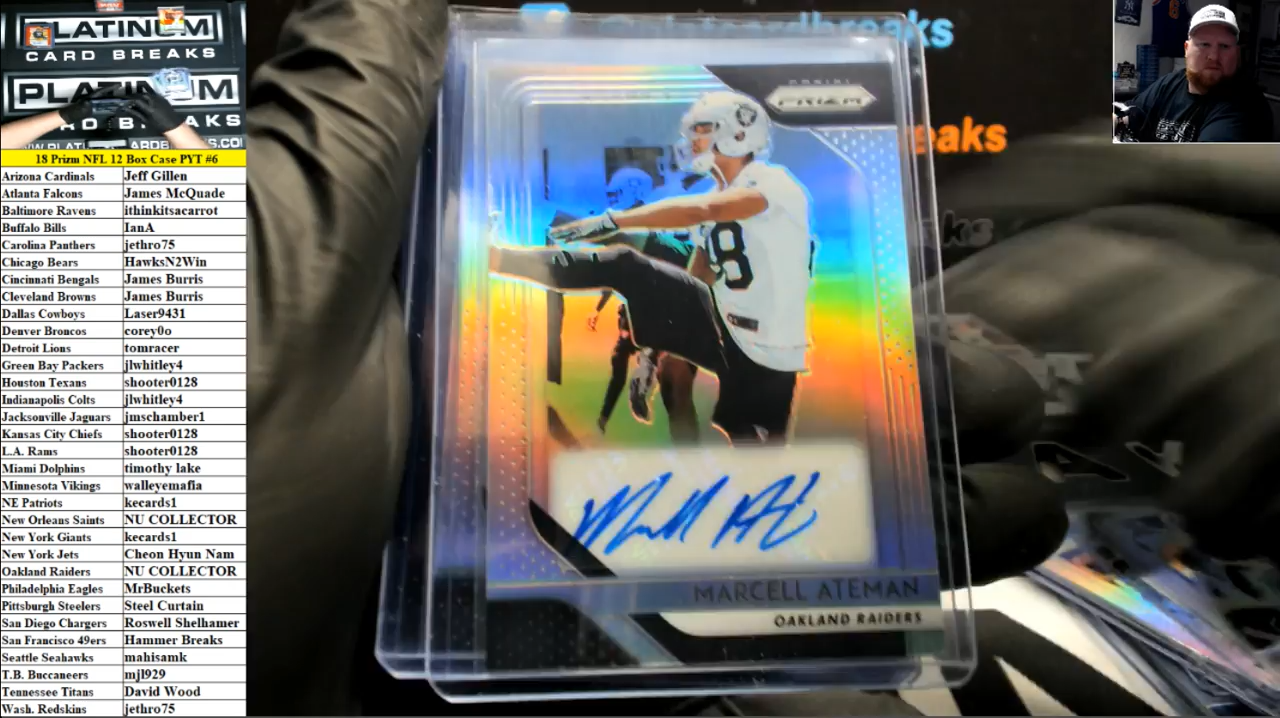 PLATINUM
CARD BREAKS
PLATINUM
18 Prizm NFL 12 Box Case PYT #6
Arizona Cardinals Jeff Gillen
Atlanta Falcons James McQuade
Baltimore Ravens ithinkitsacarrot
Buffalo Bills IanA
Carolina Panthers jethro75
Chicago Bears HawksN2Win
Cincinnati Bengals James Burris
Cleveland Browns James Burris
Dallas Cowboys Laser9431
Denver Broncos corey0o
Detroit Lions tomracer
Green Bay Packers jlwhitley4
Houston Texans shooter0128
Indianapolis Colts jlwhitley4
Jacksonville Jaguars jmschamber1
Kansas City Chiefs shooter0128
L.A. Rams shooter0128
Miami Dolphins timothy lake
Minnesota Vikings walleyemafia
NE Patriots kecards1
New Orleans Saints NU COLLECTOR
New York Giants kecards1
New York Jets Cheon Hyun Nam
Oakland Raiders NU COLLECTOR
Philadelphia Eagles MrBuckets
Pittsburgh Steelers Steel Curtain
San Diego Chargers Roswell Shelhamer
San Francisco 49ers Hammer Breaks
Seattle Seahawks mahisamk
T.B. Buccaneers mjl929
Tennessee Titans David Wood
Wash. Redskins jethro75
PANINI
PRIZM
8
MARCELL ATEMAN
OAKLAND RAIDERS